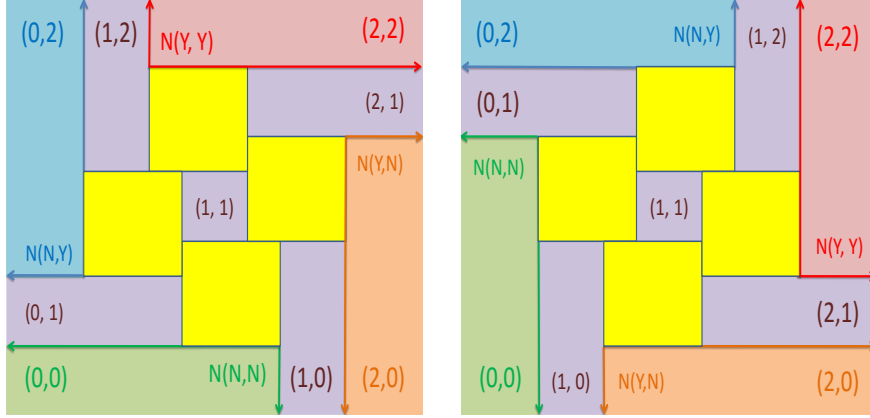 (0,2)
(1,2)
N(Y, Y)
(2,2)
(2, 1)
N(Y,N)
(1, 1)
N(N,Y)
(0, 1)
(0,0)
N(N,N)
(1,0)
(2,0)
(0,2)
N(N,Y)
(1, 2)
(2,2)
(0,1)
N(N,N)
(1, 1)
N(Y, Y)
(2,1)
(0,0)
(1, 0)
N(Y,N)
(2,0)